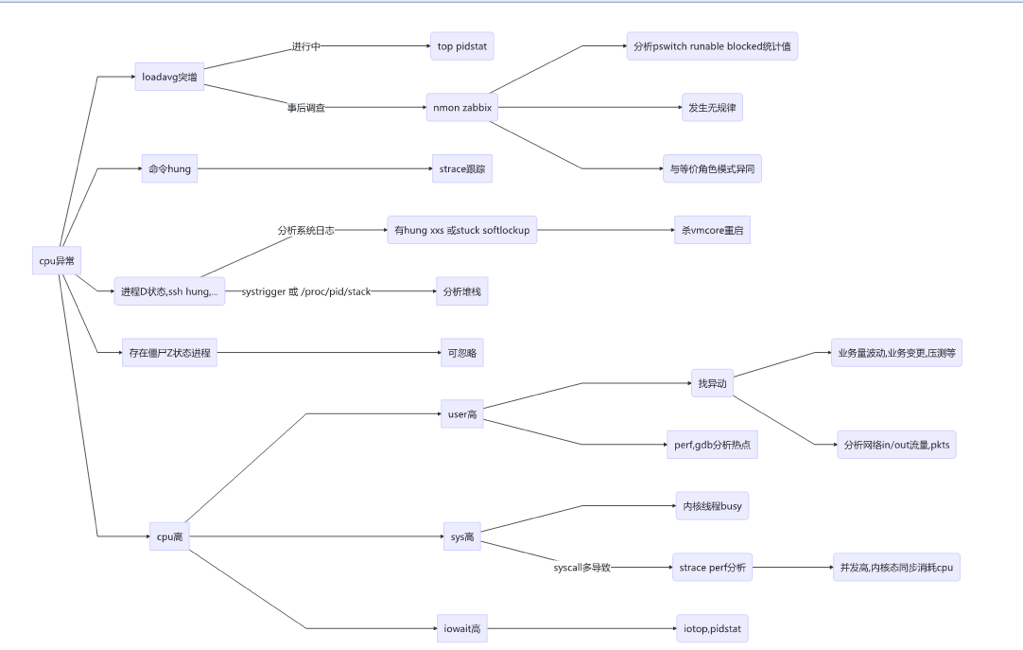 进行中
top pidstat
分析pswitch runable blocked统计值
loadavg突增
事后调查
nmon zabbix
发生无规律
命令hung
strace跟踪
与等价角色模式异同
分析系统日志
有hung xxs 或stuck softlockup
杀vmcore重启
cpu异常
进程D状态,ssh hung,...
systrigger 或 /proc/pid/stack
分析堆栈
存在僵尸Z状态进程
可忽略
业务量波动,业务变更,压测等
找异动
user高
perf,gdb分析热点
分析网络in/out流量,pkts
内核线程busy
cpu高
sys高
syscall多导致
strace perf分析
并发高,内核态同步消耗cpu
iowait高
iotop,pidstat